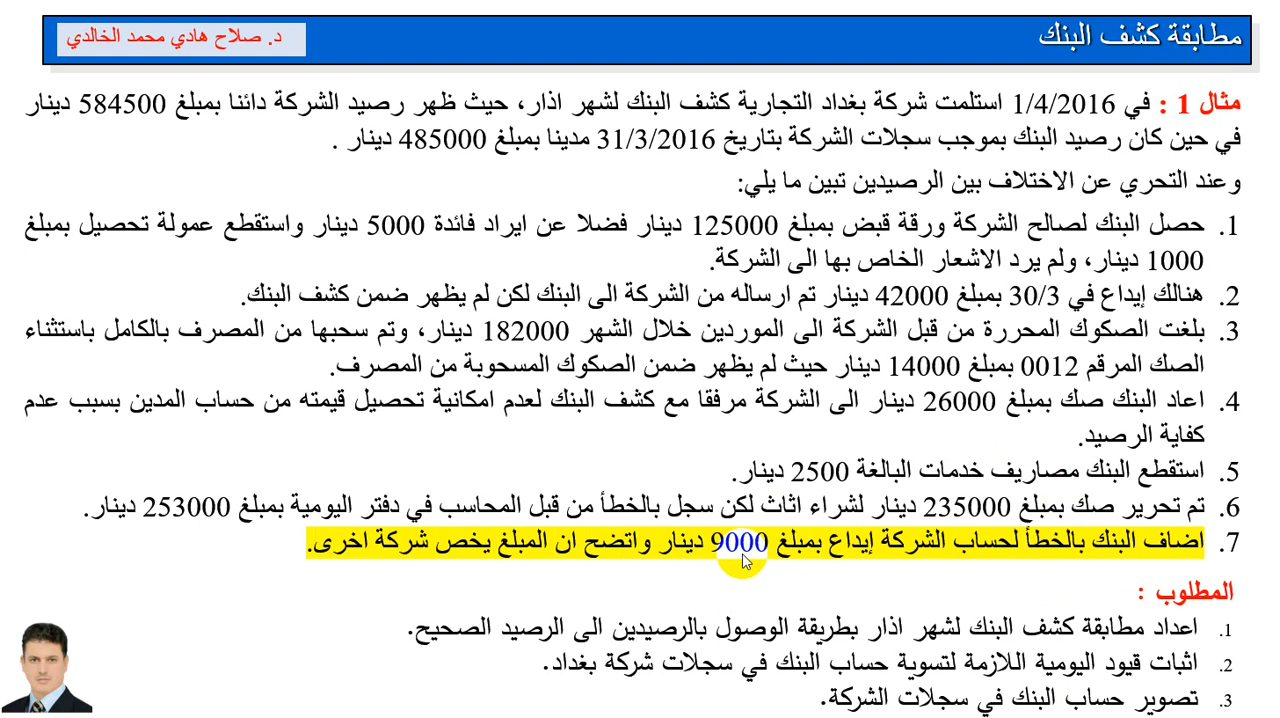 مطابقة كشف البنك
د. صلاح هادي محمد الخالدي
مثال 1 : في 1/4/2016 استلمت شركة بغداد التجارية كشف البنك لشهر اذار، حيث ظهر رصيد الشركة دائنا بمبلغ 584500 دينار
في حين كان رصيد البنك بموجب سجلات الشركة بتاريخ 31/3/2016 مدينا بمبلغ 485000 دينار .
وعند التحري عن الاختلاف بين الرصيدين تبين ما يلي:
1. حصل البنك لصالح الشركة ورقة قبض بمبلغ 125000 دينار فضلا عن ايراد فائدة 5000 دينار واستقطع عمولة تحصيل بمبلغ
1000 دينار، ولم يرد الاشعار الخاص بها الى الشركة.
2. هنالك إيداع في 30/3 بمبلغ 42000 دينار تم ارساله من الشركة الى البنك لكن لم يظهر ضمن كشف البنك.
3. بلغت الصكوك المحررة من قبل الشركة الى الموردين خلال الشهر 182000 دينار، وتم سحبها من المصرف بالكامل باستثناء
الصك المرقم 0012 بمبلغ 14000 دينار حيث لم يظهر ضمن الصكوك المسحوبة من المصرف.
4. اعاد البنك صك بمبلغ 26000 دينار الى الشركة مرفقا مع كشف البنك لعدم امكانية تحصيل قيمته من حساب المدين بسبب عدم
كفاية الرصيد.
5. استقطع البنك مصاريف خدمات البالغة 2500 دينار.
6. تم تحرير صك بمبلغ 235000 دينار لشراء اثاث لكن سجل بالخطأ من قبل المحاسب في دفتر اليومية بمبلغ 253000 دينار.
7. اضاف البنك بالخطأ لحساب الشركة إيداع بمبلغ 9000 دينار واتضح ان المبلغ يخص شركة اخرى.
المطلوب :
1. اعداد مطابقة كشف البنك لشهر اذار بطريقة الوصول بالرصيدين الى الرصيد الصحيح.
2. اثبات قيود اليومية اللازمة لتسوية حساب البنك في سجلات شركة بغداد.
3. تصوير حساب البنك في سجلات الشركة.